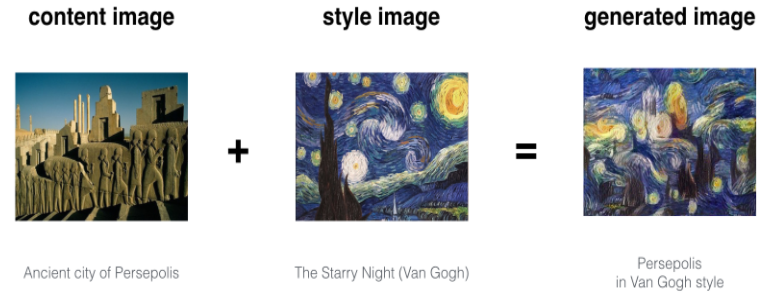 content image
style image
generated image
+
=
Ancient city of Persepolis
The Starry Night (Van Gogh)
Persepolis
in Van Gogh style